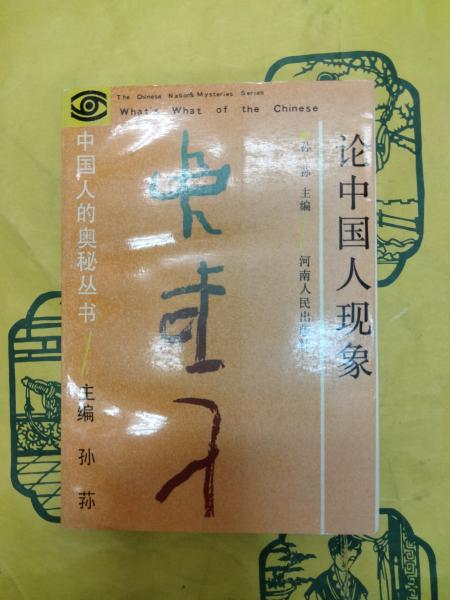 The Chinese Nation's Mysteries Series
What's What of the Chinese
论中国人现象
孙 荪 主编
河南人民出版社
中国人的奥秘丛书
主编 孙 荪